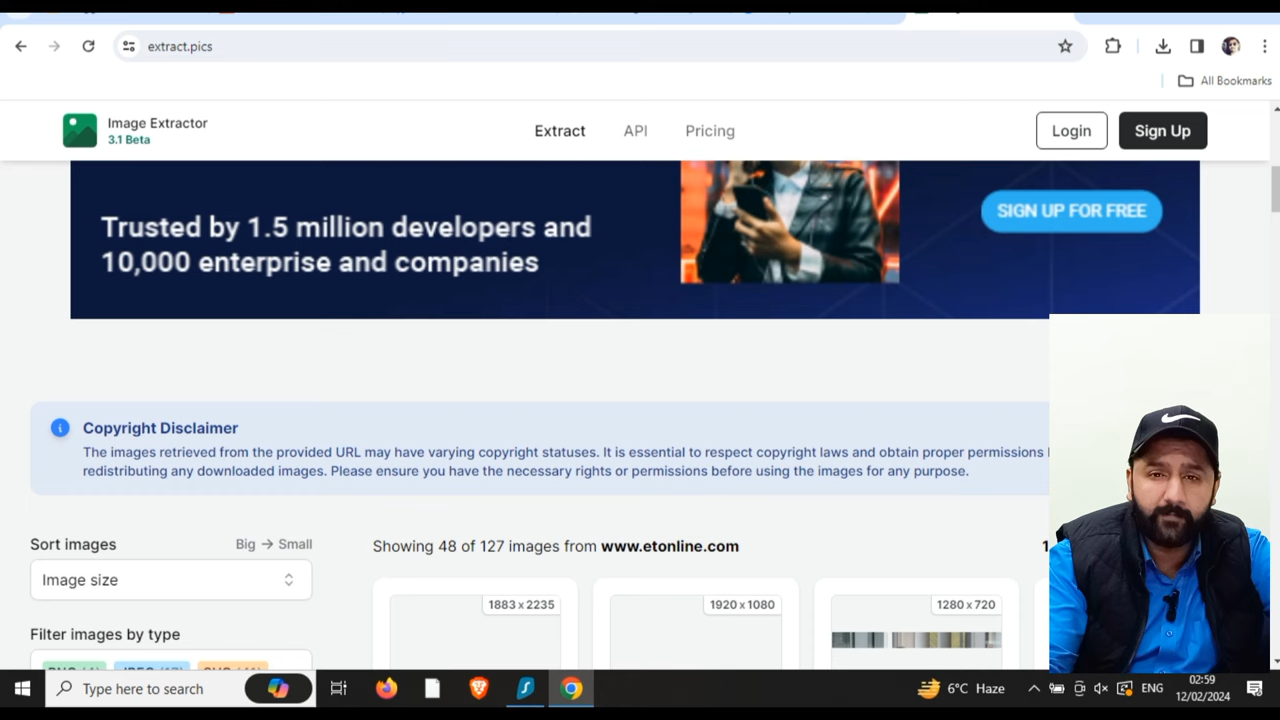 extract.pics
All Bookmarks
Image Extractor
3.1 Beta
Extract
API
Pricing
Login
Sign Up
Trusted by 1.5 million developers and
10,000 enterprise and companies
SIGN UP FOR FREE
Copyright Disclaimer
The images retrieved from the provided URL may have varying copyright statuses. It is essential to respect copyright laws and obtain proper permissions
redistributing any downloaded images. Please ensure you have the necessary rights or permissions before using the images for any purpose.
Sort images
Big → Small
Showing 48 of 127 images from www.etonline.com
1
Image size
1883 x 2235
1920 x 1080
1280 x 720
Filter images by type
Type here to search
6°C Haze
ENG
02:59
12/02/2024